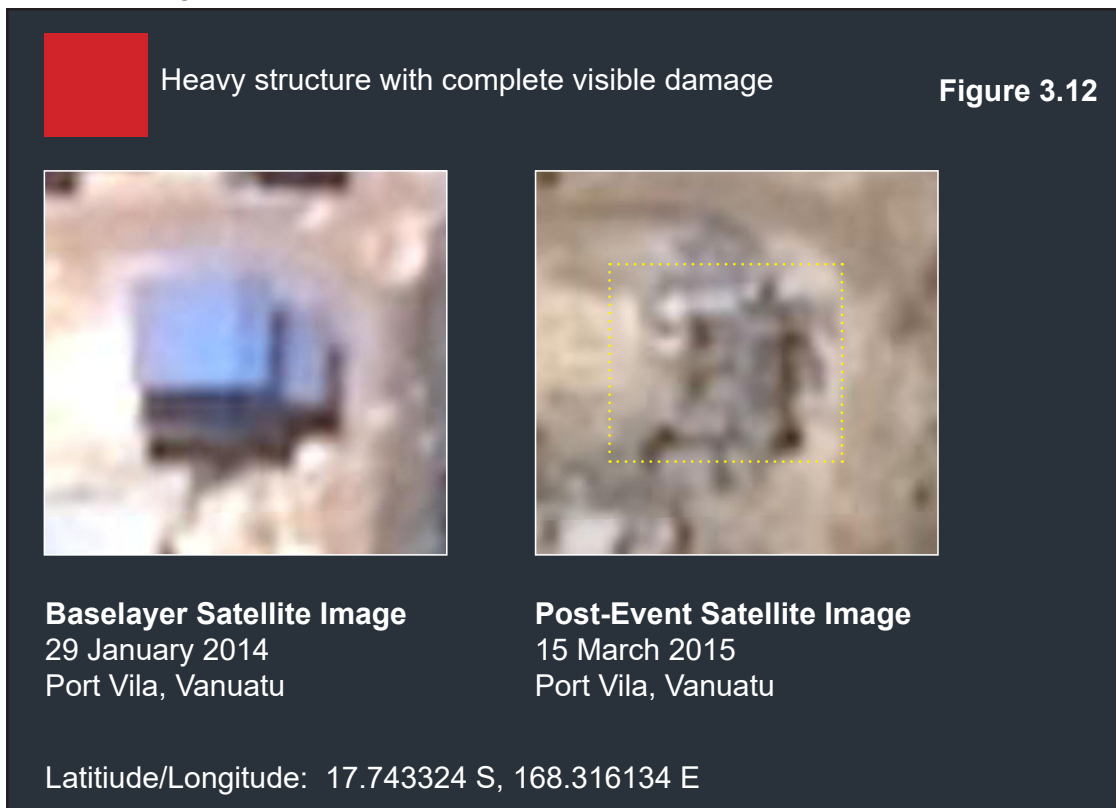 Heavy structure with complete visible damage
Figure 3.12
Baselayer Satellite Image
29 January 2014
Port Vila, Vanuatu
Post-Event Satellite Image
15 March 2015
Port Vila, Vanuatu
Latitiude/Longitude: 17.743324 S, 168.316134 E